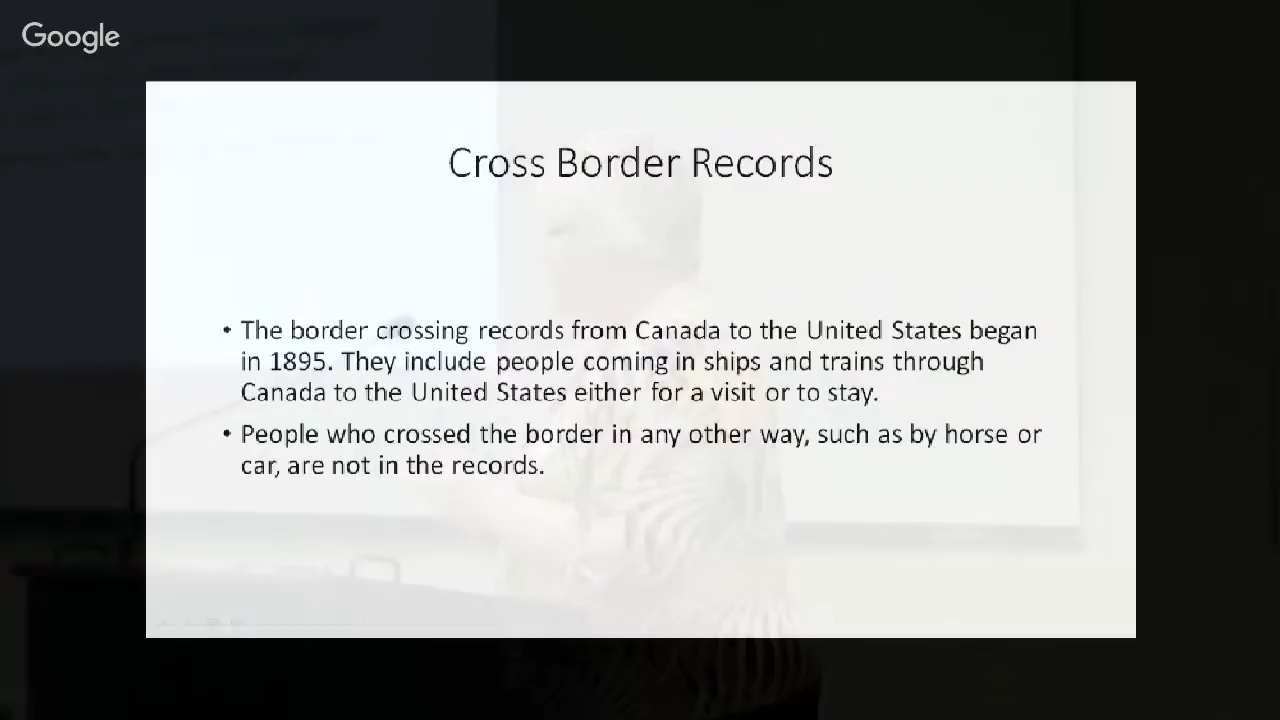 Google
Cross Border Records
• The border crossing records from Canada to the United States began
in 1895. They include people coming in ships and trains through
Canada to the United States either for a visit or to stay.
• People who crossed the border in any other way, such as by horse or
car, are not in the records.